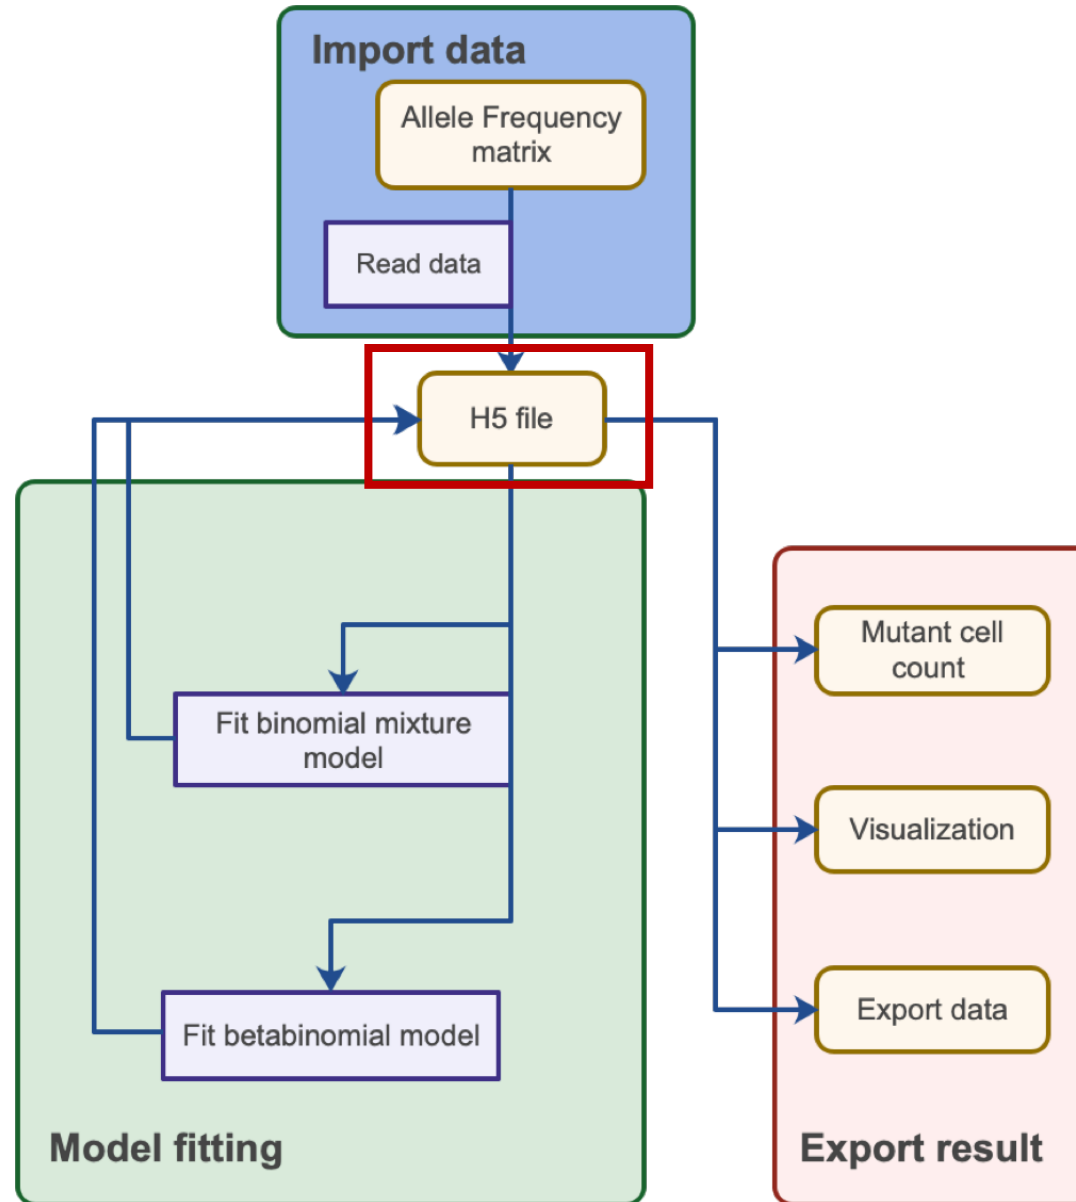 Import data
Allele Frequency
matrix
Read data
H5 file
Fit binomial mixture
model
Fit betabinomial model
Model fitting
Mutant cell
count
Visualization
Export data
Export result